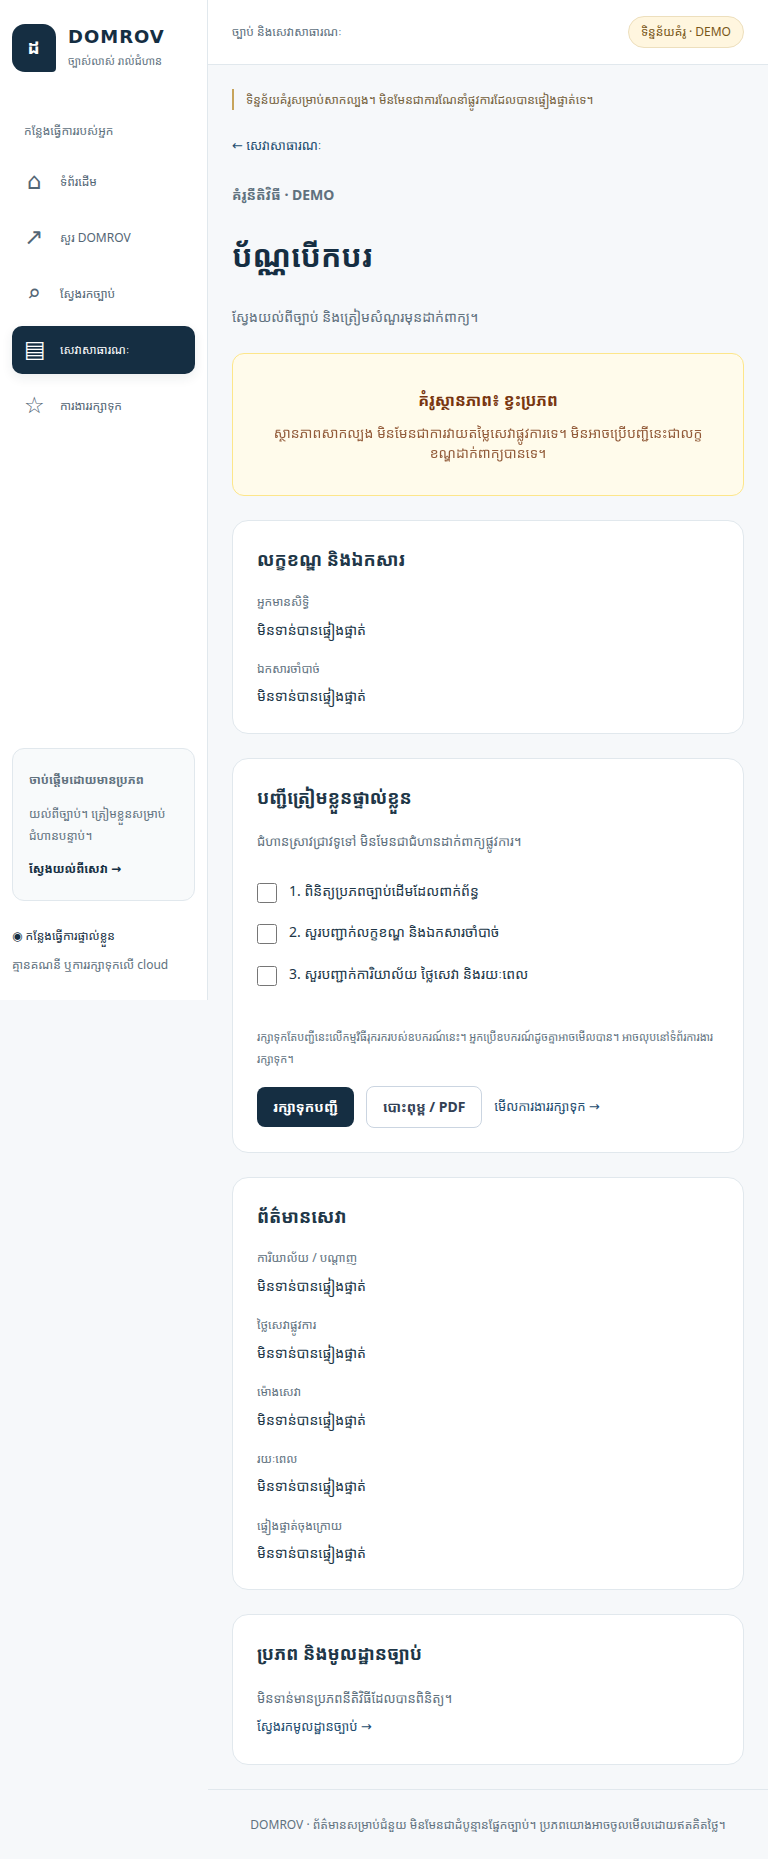 ដ
DOMROV
ច្បាស់លាស់ រាល់ជំហាន
កន្លែងធ្វើការរបស់អ្នក
ទំព័រដើម
សួរ DOMROV
ស្វែងរកច្បាប់
សេវាសាធារណៈ
ការងាររក្សាទុក
ចាប់ផ្តើមដោយមានប្រភព
យល់ពីច្បាប់។ ត្រៀមខ្លួនសម្រាប់
ជំហានបន្ទាប់។
ស្វែងយល់ពីសេវា →
◉ កន្លែងធ្វើការផ្ទាល់ខ្លួន
គ្មានគណនី ឬការរក្សាទុកលើ cloud
ច្បាប់ និងសេវាសាធារណៈ
ទិន្នន័យគំរូ · DEMO
ទិន្នន័យគំរូសម្រាប់សាកល្បង។ មិនមែនជាការណែនាំផ្លូវការដែលបានផ្ទៀងផ្ទាត់ទេ។
← សេវាសាធារណៈ
គំរូនីតិវិធី · DEMO
ប័ណ្ណបើកបរ
ស្វែងយល់ពីច្បាប់ និងត្រៀមសំណួរមុនដាក់ពាក្យ។
គំរូស្ថានភាព៖ ខ្វះប្រភព
ស្ថានភាពសាកល្បង មិនមែនជាការវាយតម្លៃសេវាផ្លូវការទេ។ មិនអាចប្រើបញ្ជីនេះជាលក្ខ
ខណ្ឌដាក់ពាក្យបានទេ។
លក្ខខណ្ឌ និងឯកសារ
អ្នកមានសិទ្ធិ
មិនទាន់បានផ្ទៀងផ្ទាត់
ឯកសារចាំបាច់
មិនទាន់បានផ្ទៀងផ្ទាត់
បញ្ជីត្រៀមខ្លួនផ្ទាល់ខ្លួន
ជំហានស្រាវជ្រាវទូទៅ មិនមែនជាជំហានដាក់ពាក្យផ្លូវការ។
1. ពិនិត្យប្រភពច្បាប់ដើមដែលពាក់ព័ន្ធ
2. សួរបញ្ជាក់លក្ខខណ្ឌ និងឯកសារចាំបាច់
3. សួរបញ្ជាក់ការិយាល័យ ថ្លៃសេវា និងរយៈពេល
រក្សាទុកតែបញ្ជីនេះលើកម្មវិធីរុករករបស់ឧបករណ៍នេះ។ អ្នកប្រើឧបករណ៍ដូចគ្នាអាចមើលបាន។ អាចលុបនៅទំព័រការងារ
រក្សាទុក។
រក្សាទុកបញ្ជី
បោះពុម្ព / PDF
មើលការងាររក្សាទុក →
ព័ត៌មានសេវា
ការិយាល័យ / បណ្តាញ
មិនទាន់បានផ្ទៀងផ្ទាត់
ថ្លៃសេវាផ្លូវការ
មិនទាន់បានផ្ទៀងផ្ទាត់
ម៉ោងសេវា
មិនទាន់បានផ្ទៀងផ្ទាត់
រយៈពេល
មិនទាន់បានផ្ទៀងផ្ទាត់
ផ្ទៀងផ្ទាត់ចុងក្រោយ
មិនទាន់បានផ្ទៀងផ្ទាត់
ប្រភព និងមូលដ្ឋានច្បាប់
មិនទាន់មានប្រភពនីតិវិធីដែលបានពិនិត្យ។
ស្វែងរកមូលដ្ឋានច្បាប់ →
DOMROV · ព័ត៌មានសម្រាប់ជំនួយ មិនមែនជាដំបូន្មានផ្នែកច្បាប់។ ប្រភពយោងអាចចូលមើលដោយឥតគិតថ្លៃ។